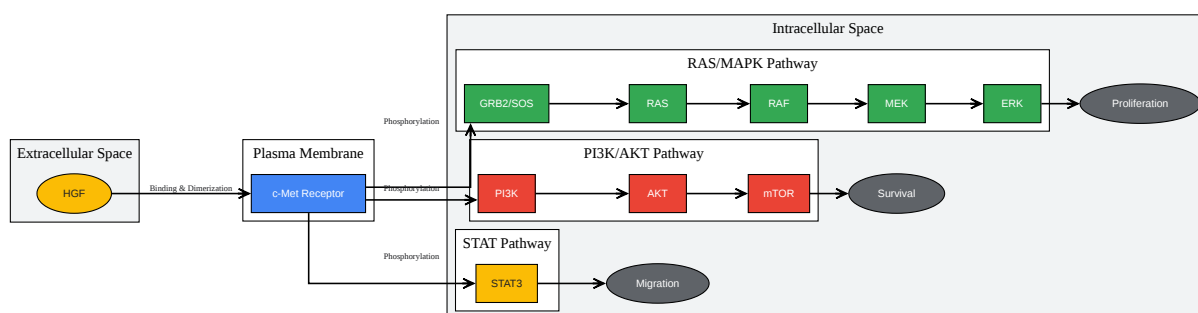 Intracellular Space
RAS/MAPK Pathway
GRB2/SOS
RAS
RAF
MEK
ERK
Proliferation
Phosphorylation
Extracellular Space
HGF
Binding & Dimerization
Plasma Membrane
c-Met Receptor
Phosphorylation
PI3K/AKT Pathway
PI3K
AKT
mTOR
Survival
Phosphorylation
STAT Pathway
STAT3
Migration